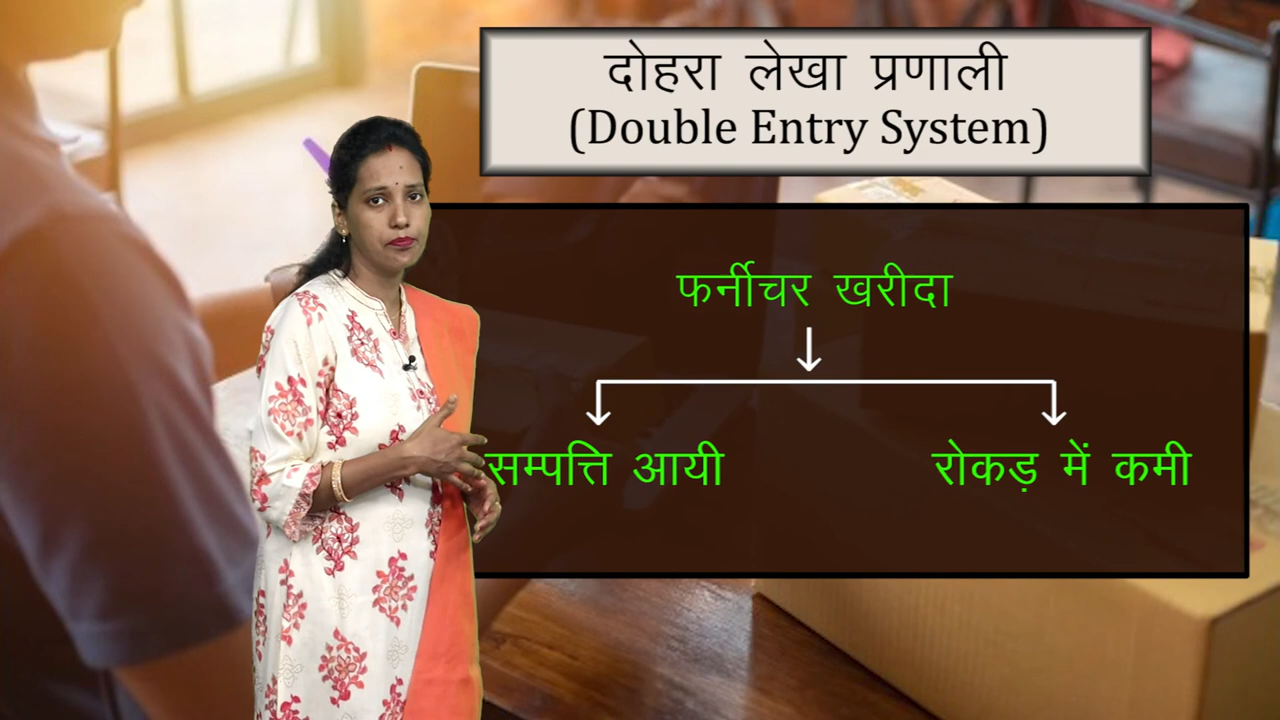 दोहरा लेखा प्रणाली
(Double Entry System)
फर्नीचर खरीदा
सम्पत्ति आयी
रोकड़ में कमी